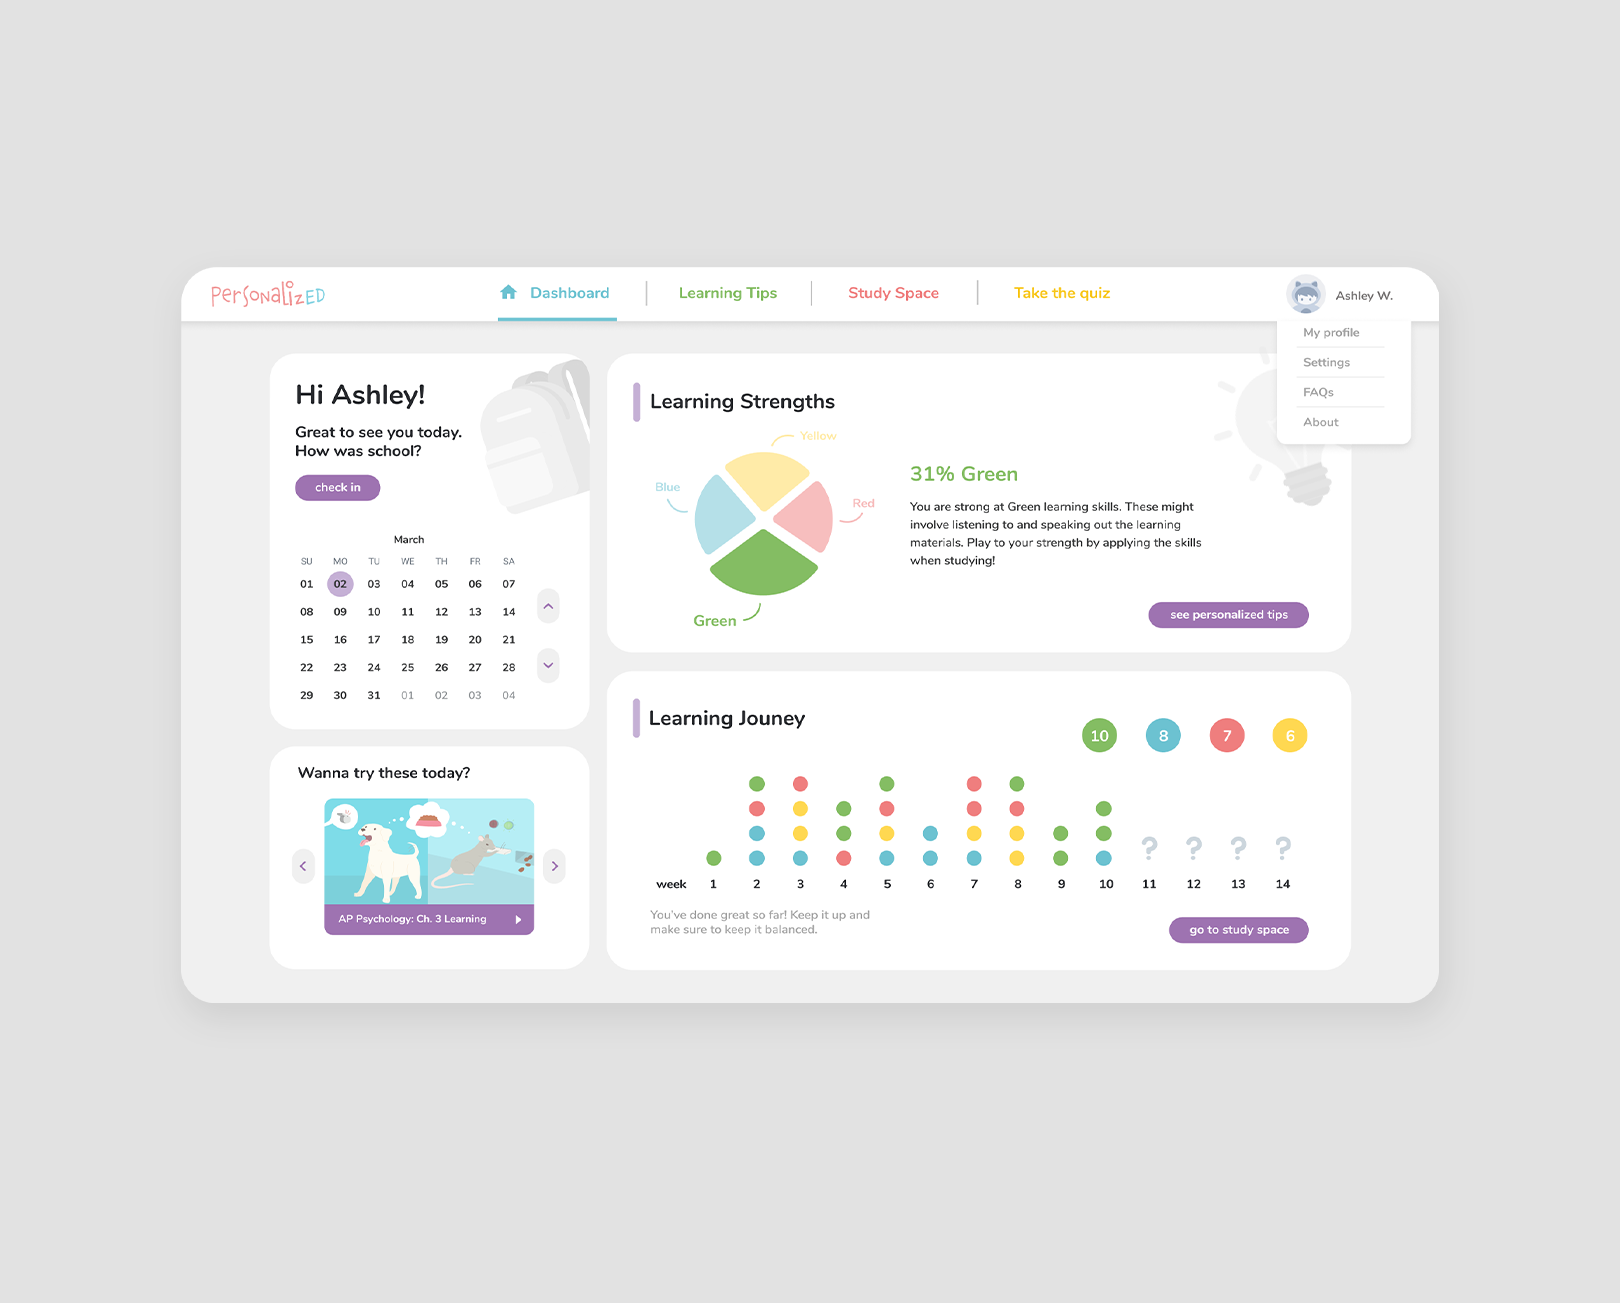 PersonalizED
Dashboard
Learning Tips
Study Space
Take the quiz
Ashley W.
My profile
Settings
FAQs
About
Hi Ashley!
Great to see you today.
How was school?
check in
March
SU MO TU WE TH FR SA
01 02 03 04 05 06 07
08 09 10 11 12 13 14
15 16 17 18 19 20 21
22 23 24 25 26 27 28
29 30 31 01 02 03 04
Wanna try these today?
AP Psychology: Ch. 3 Learning
Learning Strengths
Yellow
Blue
Red
Green
31% Green
You are strong at Green learning skills. These might
involve listening to and speaking out the learning
materials. Play to your strength by applying the skills
when studying!
see personalized tips
Learning Jouney
10 8 7 6
? ? ? ?
week 1 2 3 4 5 6 7 8 9 10 11 12 13 14
You've done great so far! Keep it up and
make sure to keep it balanced.
go to study space